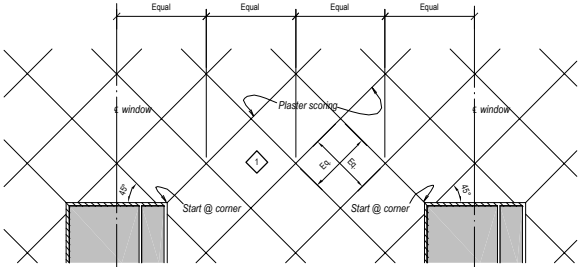 Equal
Equal
Equal
Equal
Plaster scoring
℄ window
℄ window
1
Eq.
Eq.
45°
45°
Start @ corner
Start @ corner